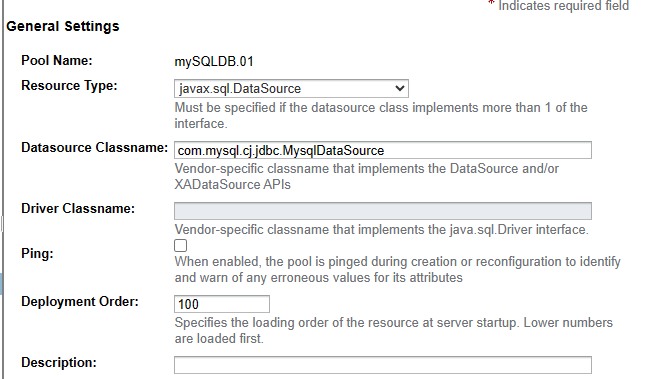 * Indicates required field
General Settings
Pool Name: mySQLDB.01
Resource Type: javax.sql.DataSource
Must be specified if the datasource class implements more than 1 of the
interface.
Datasource Classname: com.mysql.cj.jdbc.MysqlDataSource
Vendor-specific classname that implements the DataSource and/or
XADataSource APIs
Driver Classname:
Vendor-specific classname that implements the java.sql.Driver interface.
Ping:
When enabled, the pool is pinged during creation or reconfiguration to identify
and warn of any erroneous values for its attributes
Deployment Order: 100
Specifies the loading order of the resource at server startup. Lower numbers
are loaded first.
Description: